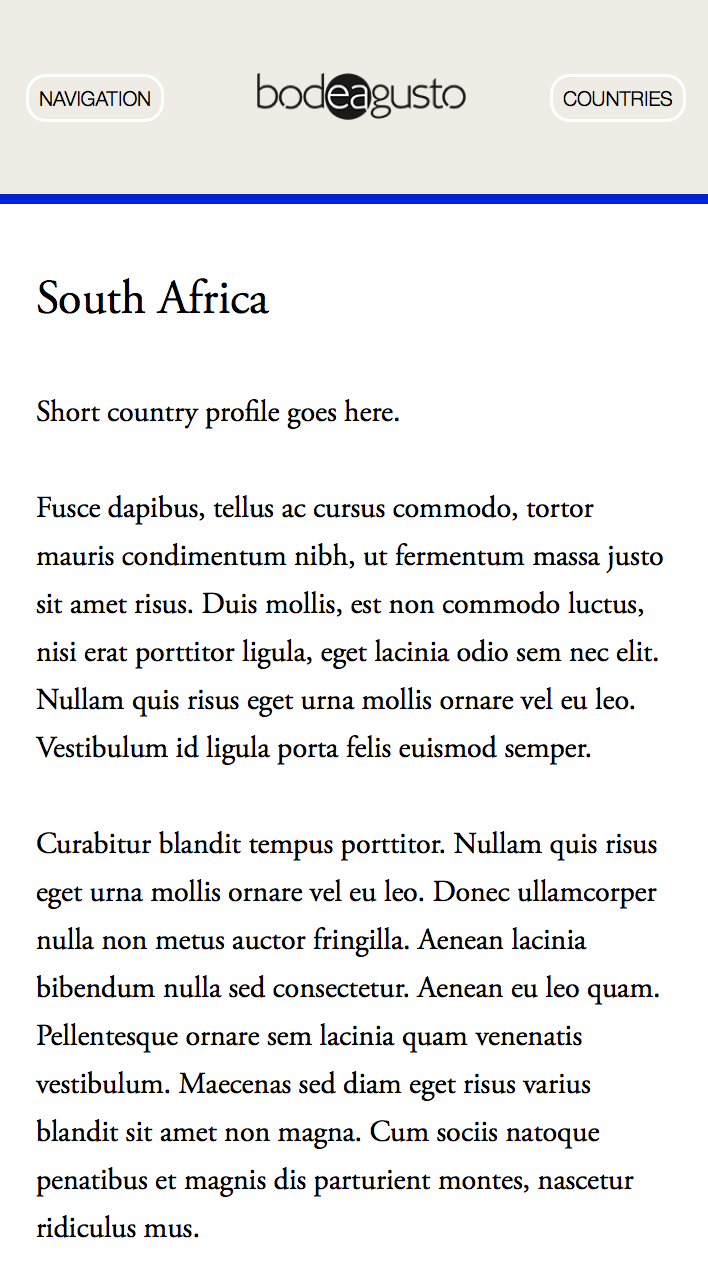 NAVIGATION
bodeagusto
COUNTRIES
South Africa
Short country profile goes here.
Fusce dapibus, tellus ac cursus commodo, tortor
mauris condimentum nibh, ut fermentum massa justo
sit amet risus. Duis mollis, est non commodo luctus,
nisi erat porttitor ligula, eget lacinia odio sem nec elit.
Nullam quis risus eget urna mollis ornare vel eu leo.
Vestibulum id ligula porta felis euismod semper.
Curabitur blandit tempus porttitor. Nullam quis risus
eget urna mollis ornare vel eu leo. Donec ullamcorper
nulla non metus auctor fringilla. Aenean lacinia
bibendum nulla sed consectetur. Aenean eu leo quam.
Pellentesque ornare sem lacinia quam venenatis
vestibulum. Maecenas sed diam eget risus varius
blandit sit amet non magna. Cum sociis natoque
penatibus et magnis dis parturient montes, nascetur
ridiculus mus.